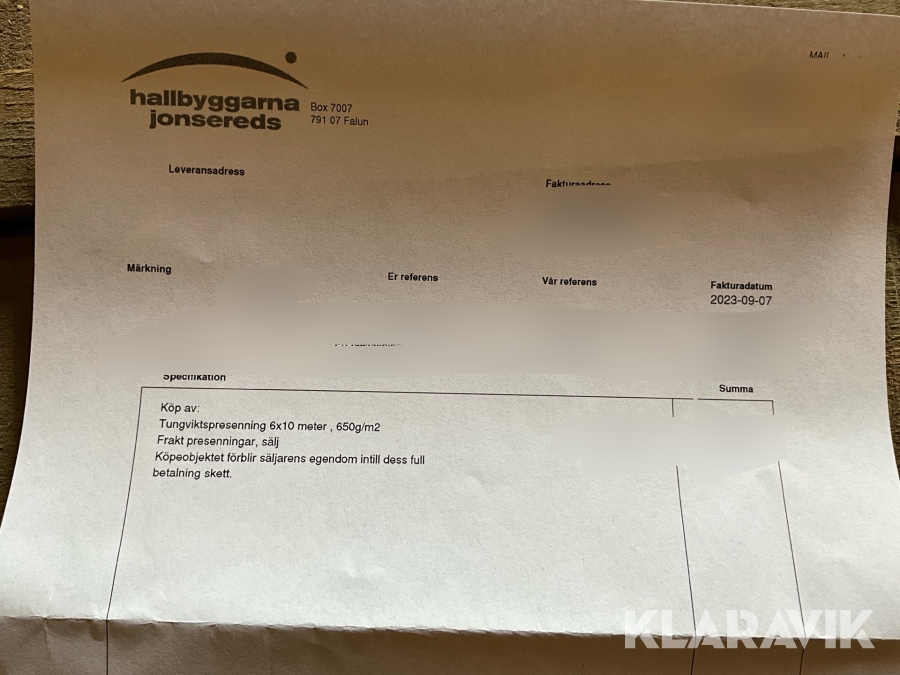 MAII
hallbyggarna
jonsereds
Box 7007
791 07 Falun
Leveransadress
Fakturaadress
Märkning
Er referens
Vår referens
Fakturadatum
2023-09-07
Specifikation
Summa
Köp av:
Tungviktspresenning 6x10 meter , 650g/m2
Frakt presenningar, sälj
Köpeobjektet förblir säljarens egendom intill dess full
betalning skett.
KLARAVIK